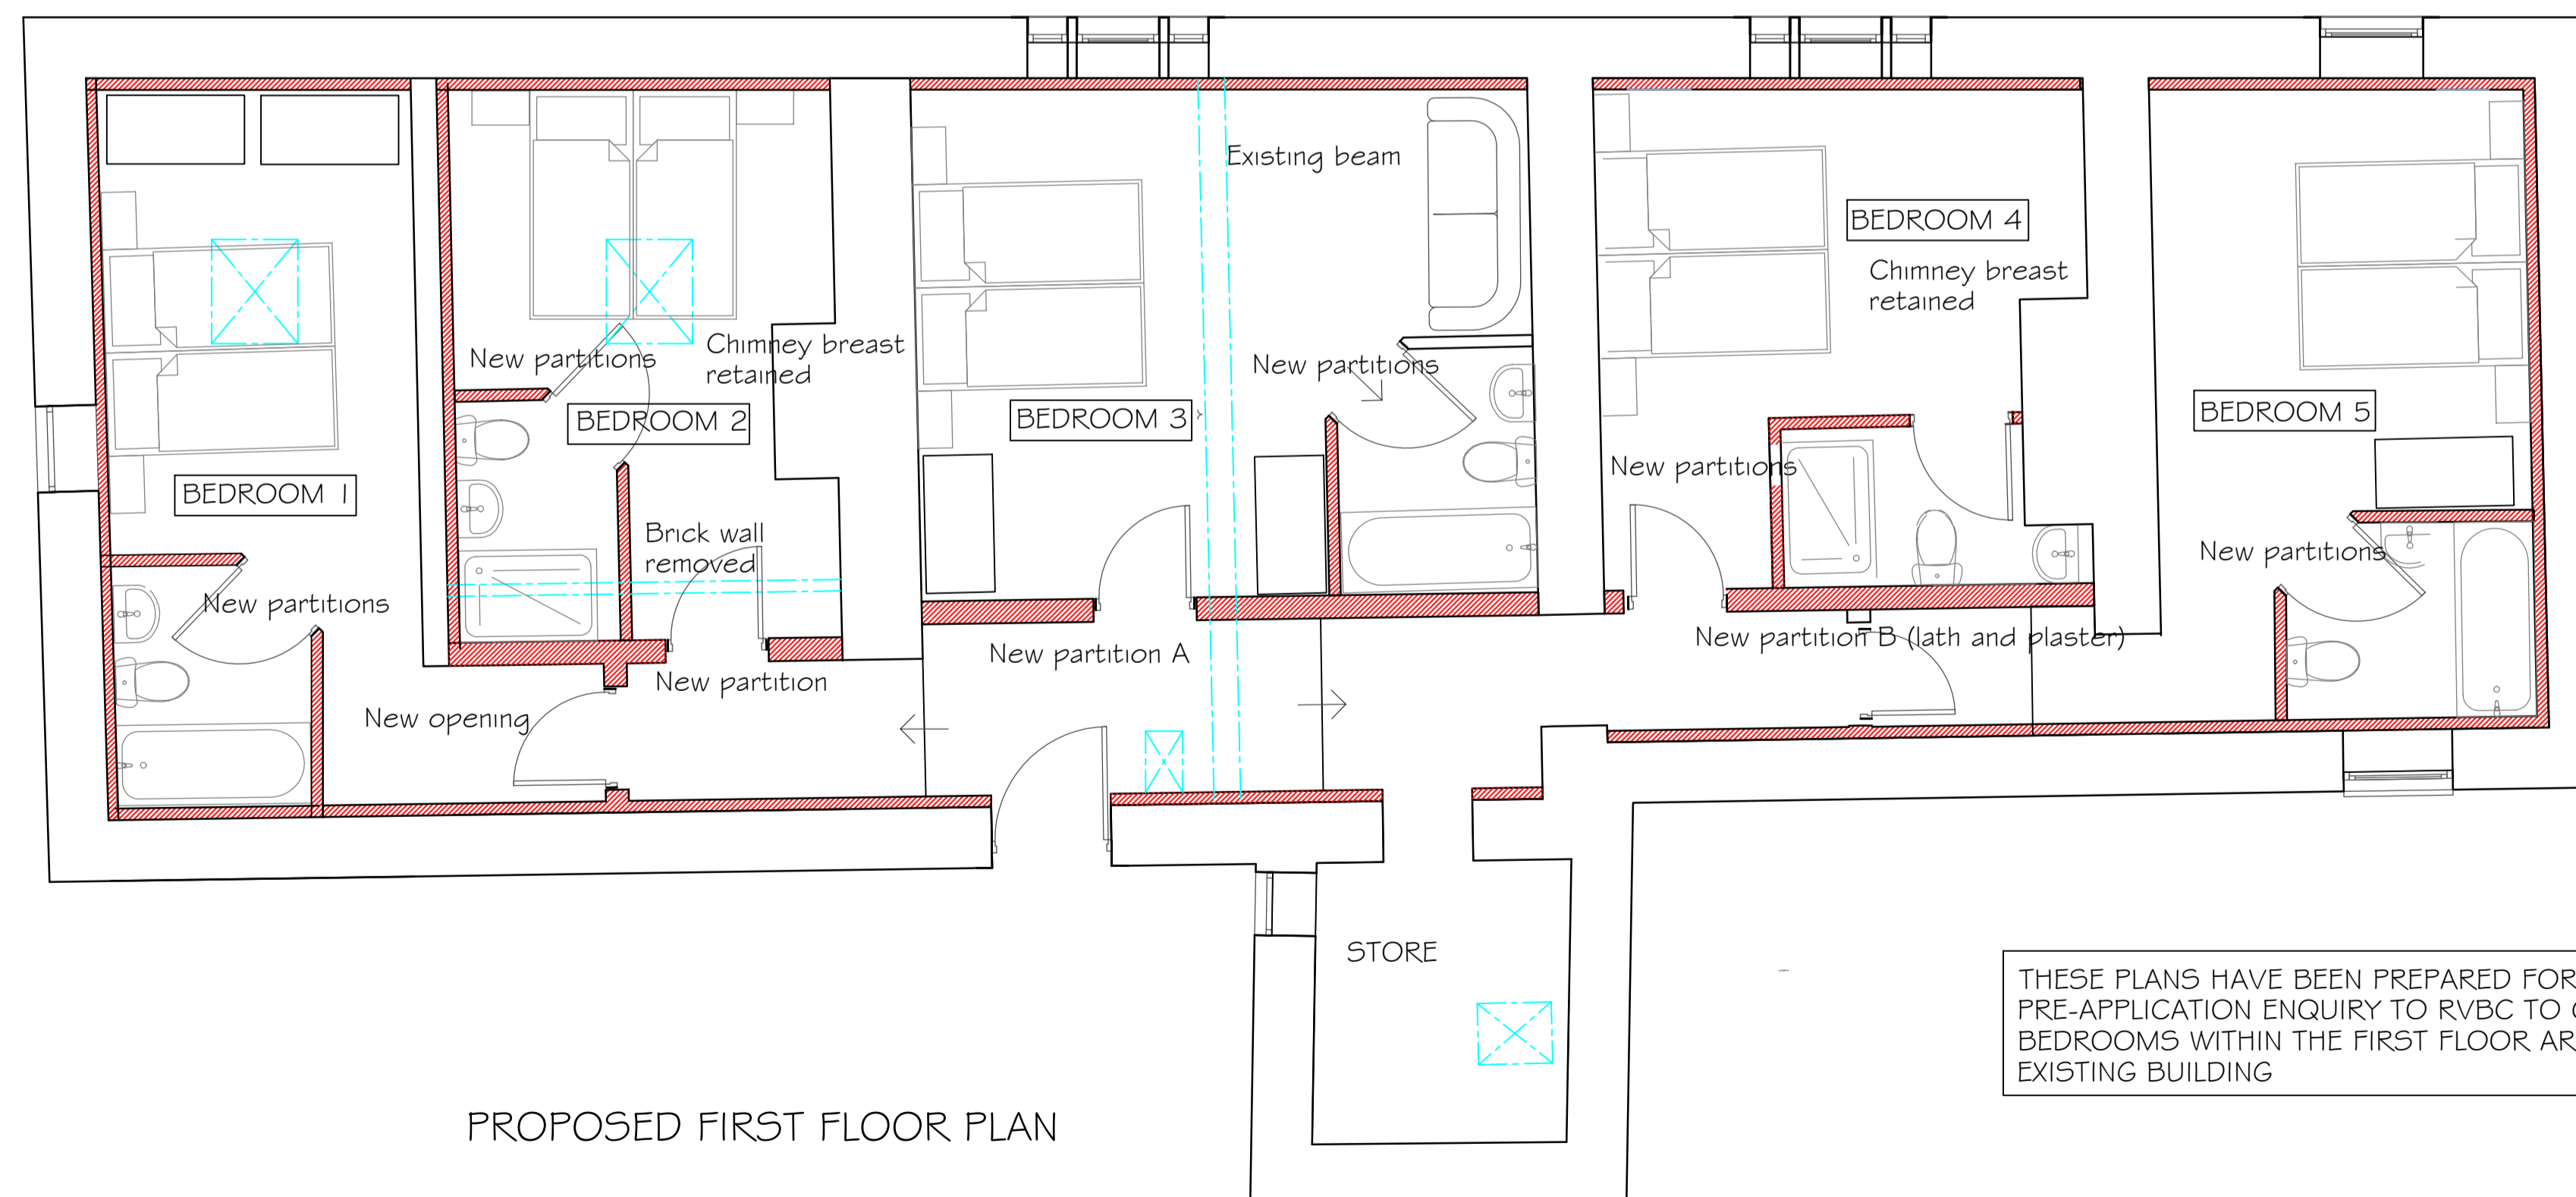 Existing beam
BEDROOM 4
Chimney breast
retained
New partitions
Chimney breast
retained
New partitions
BEDROOM 2
BEDROOM 3
BEDROOM 5
BEDROOM 1
New partitions
Brick wall
removed
New partitions
New partitions
New partition A
New partition B (lath and plaster)
New partition
New opening
STORE
THESE PLANS HAVE BEEN PREPARED FOR
PRE-APPLICATION ENQUIRY TO RVBC TO
BEDROOMS WITHIN THE FIRST FLOOR AR
EXISTING BUILDING
PROPOSED FIRST FLOOR PLAN